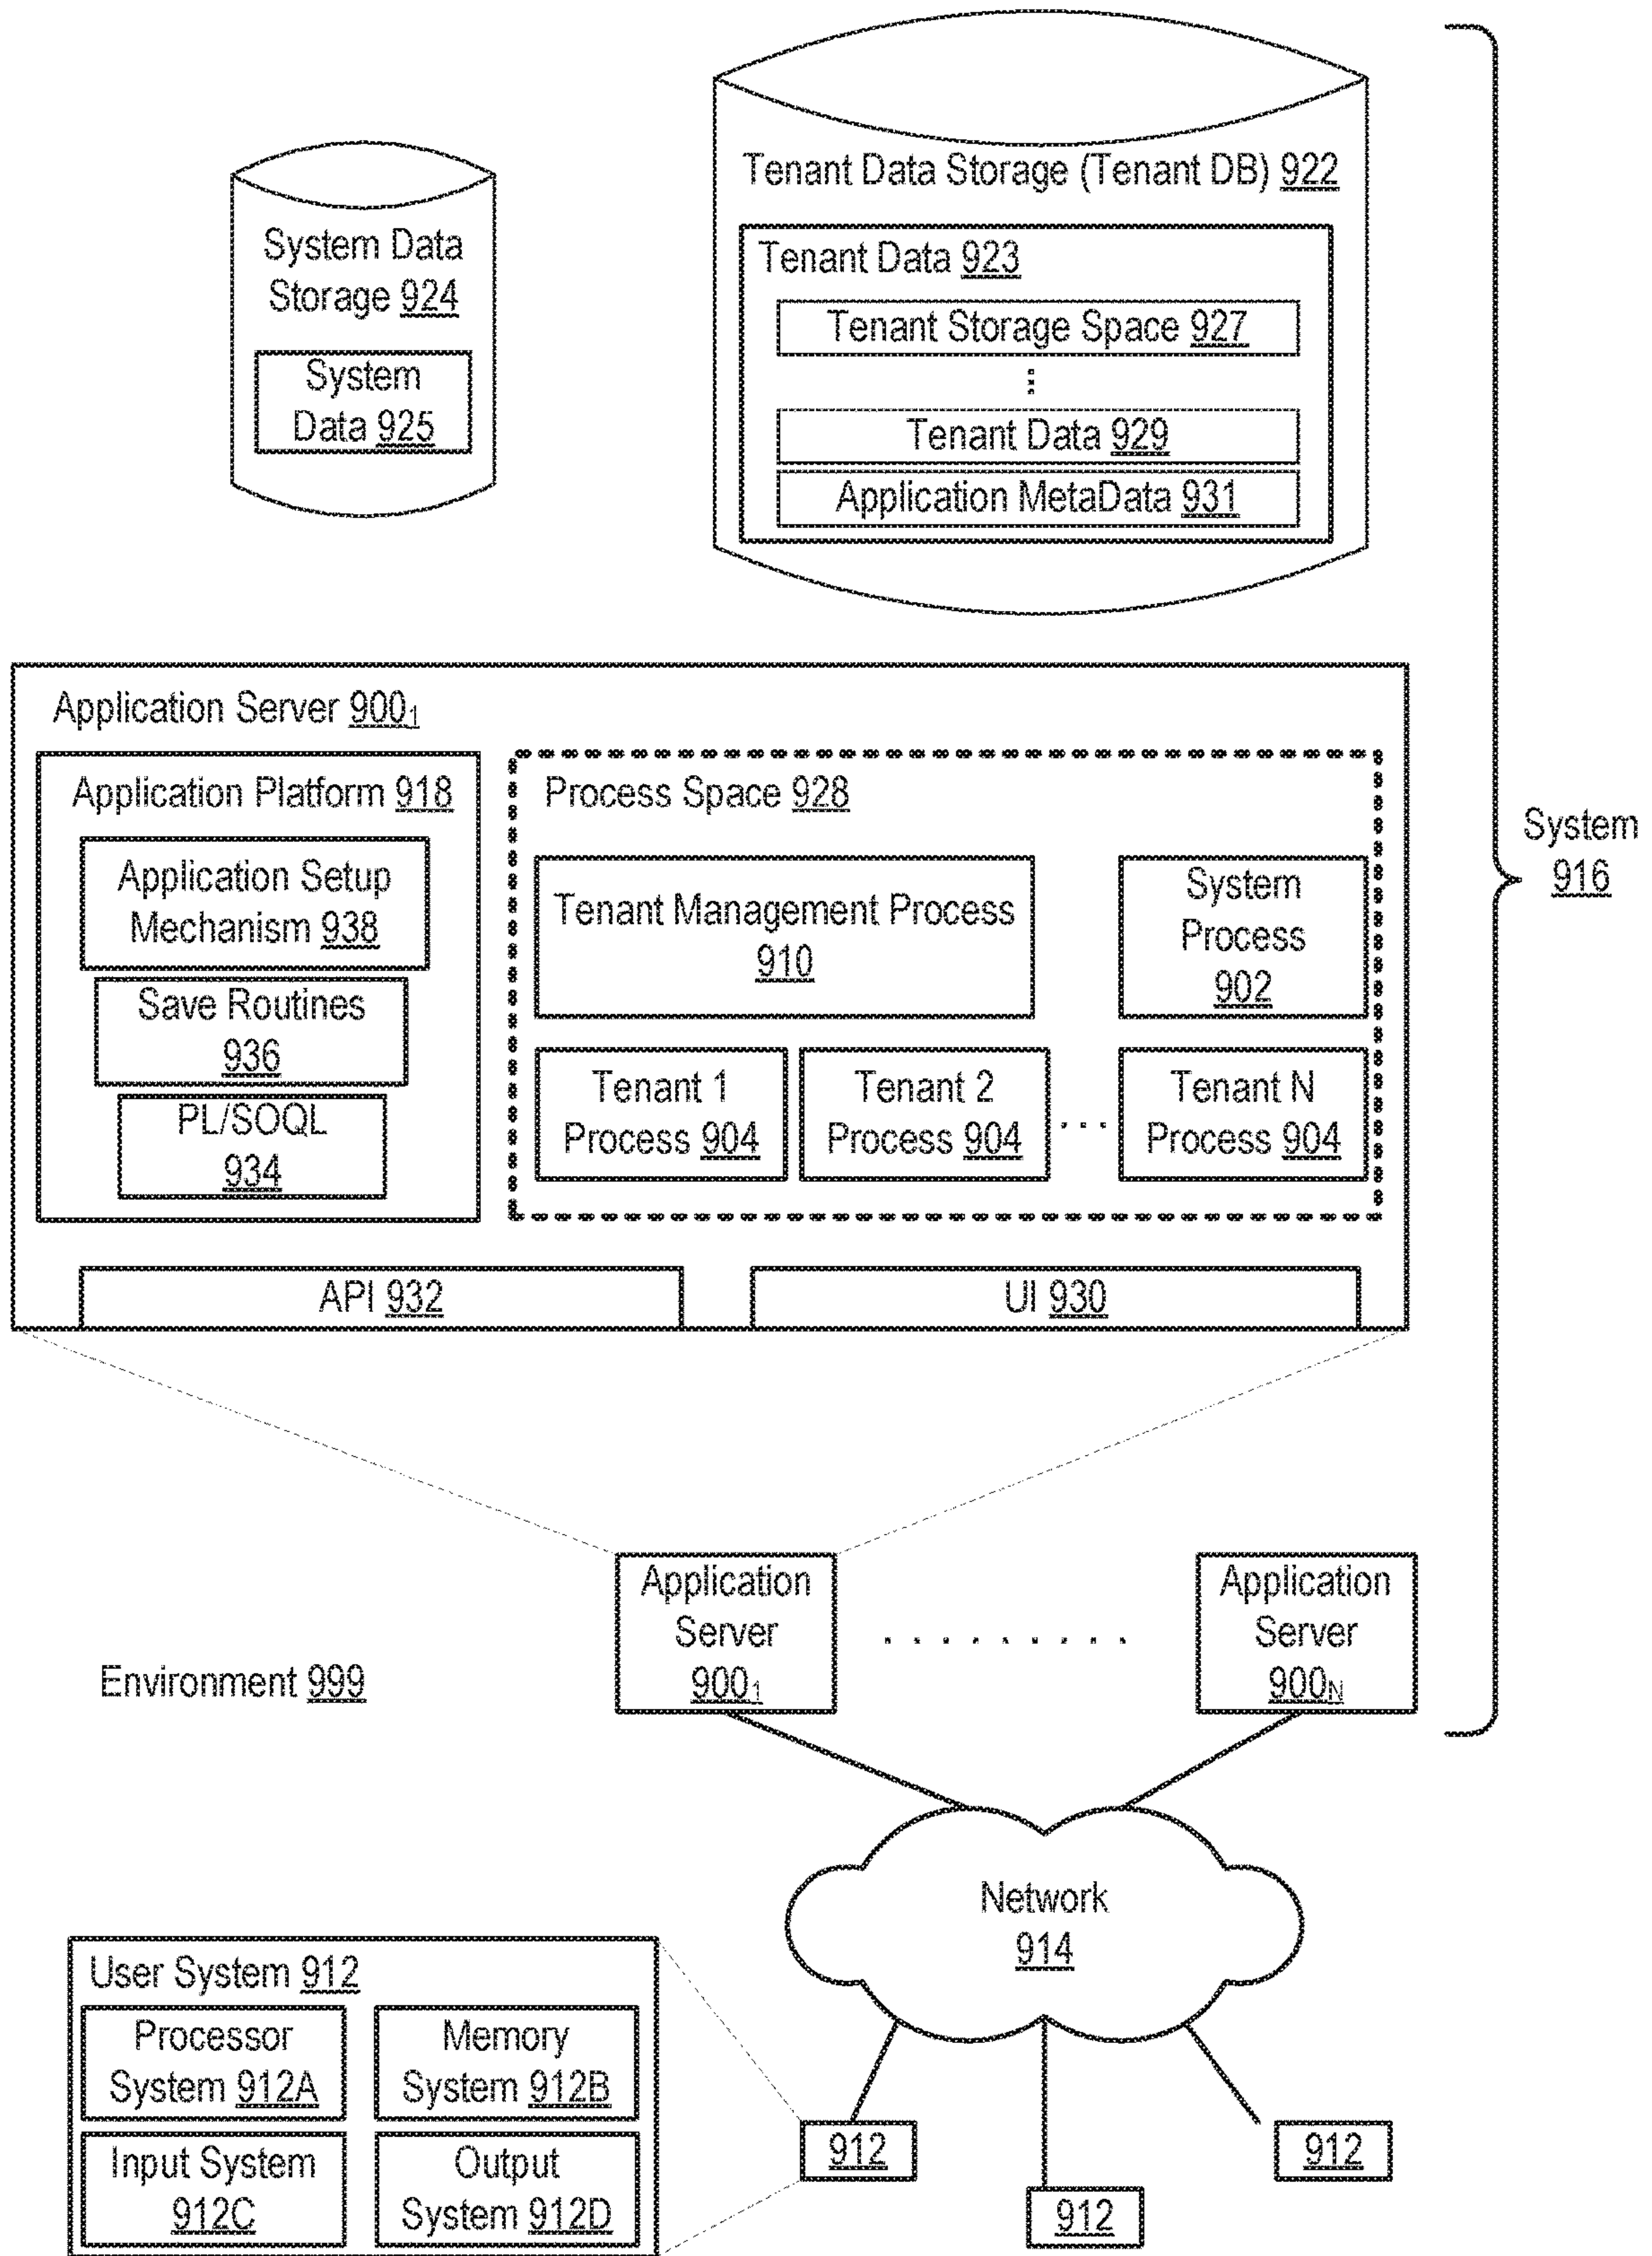 Tenant Data Storage (Tenant DB) 922
System Data
Storage 924
System
Data 925
Tenant Data 923
Tenant Storage Space 927
Tenant Data 929
Application MetaData 931
Application Server 900₁
Application Platform 918
Application Setup
Mechanism 938
Save Routines
936
PL/SOQL
934
Process Space 928
Tenant Management Process
910
System
Process
902
Tenant 1
Process 904
Tenant 2
Process 904
Tenant N
Process 904
API 932
UI 930
System
916
Application
Server
900₁
Application
Server
900N
Environment 999
Network
914
User System 912
Processor
System 912A
Memory
System 912B
Input System
912C
Output
System 912D
912
912
912